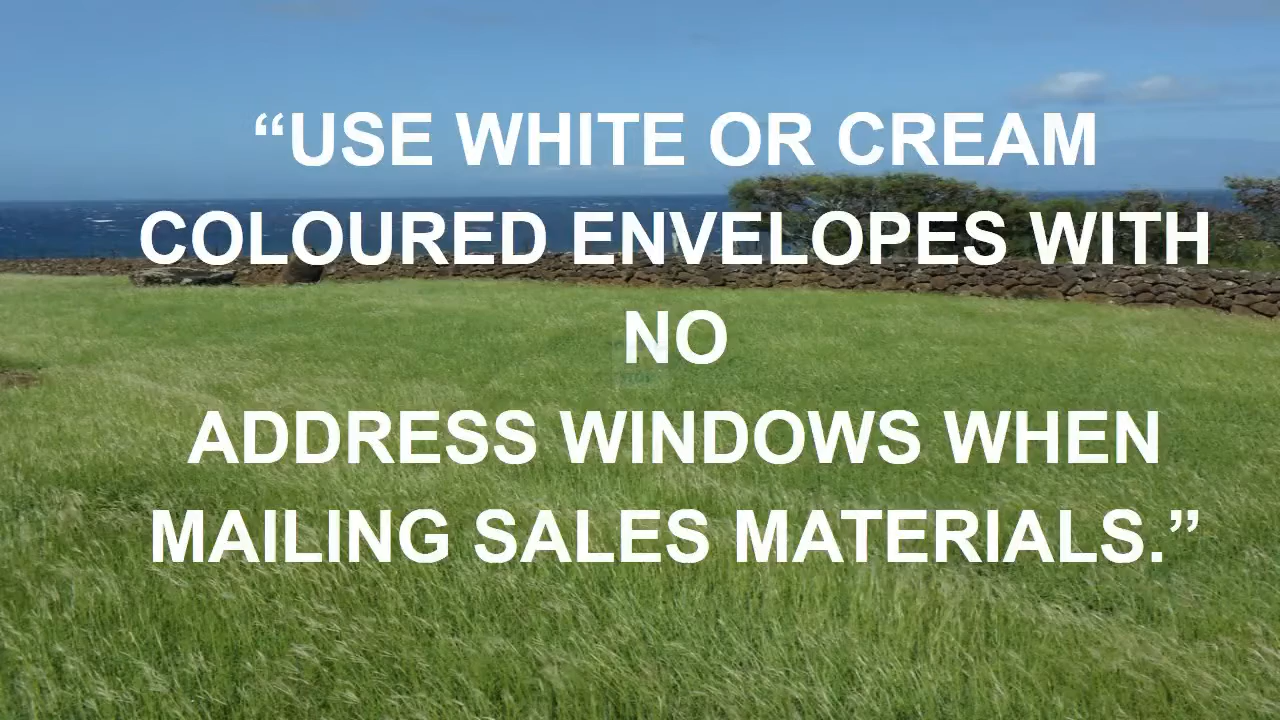 “USE WHITE OR CREAM
COLOURED ENVELOPES WITH
NO
ADDRESS WINDOWS WHEN
MAILING SALES MATERIALS.”